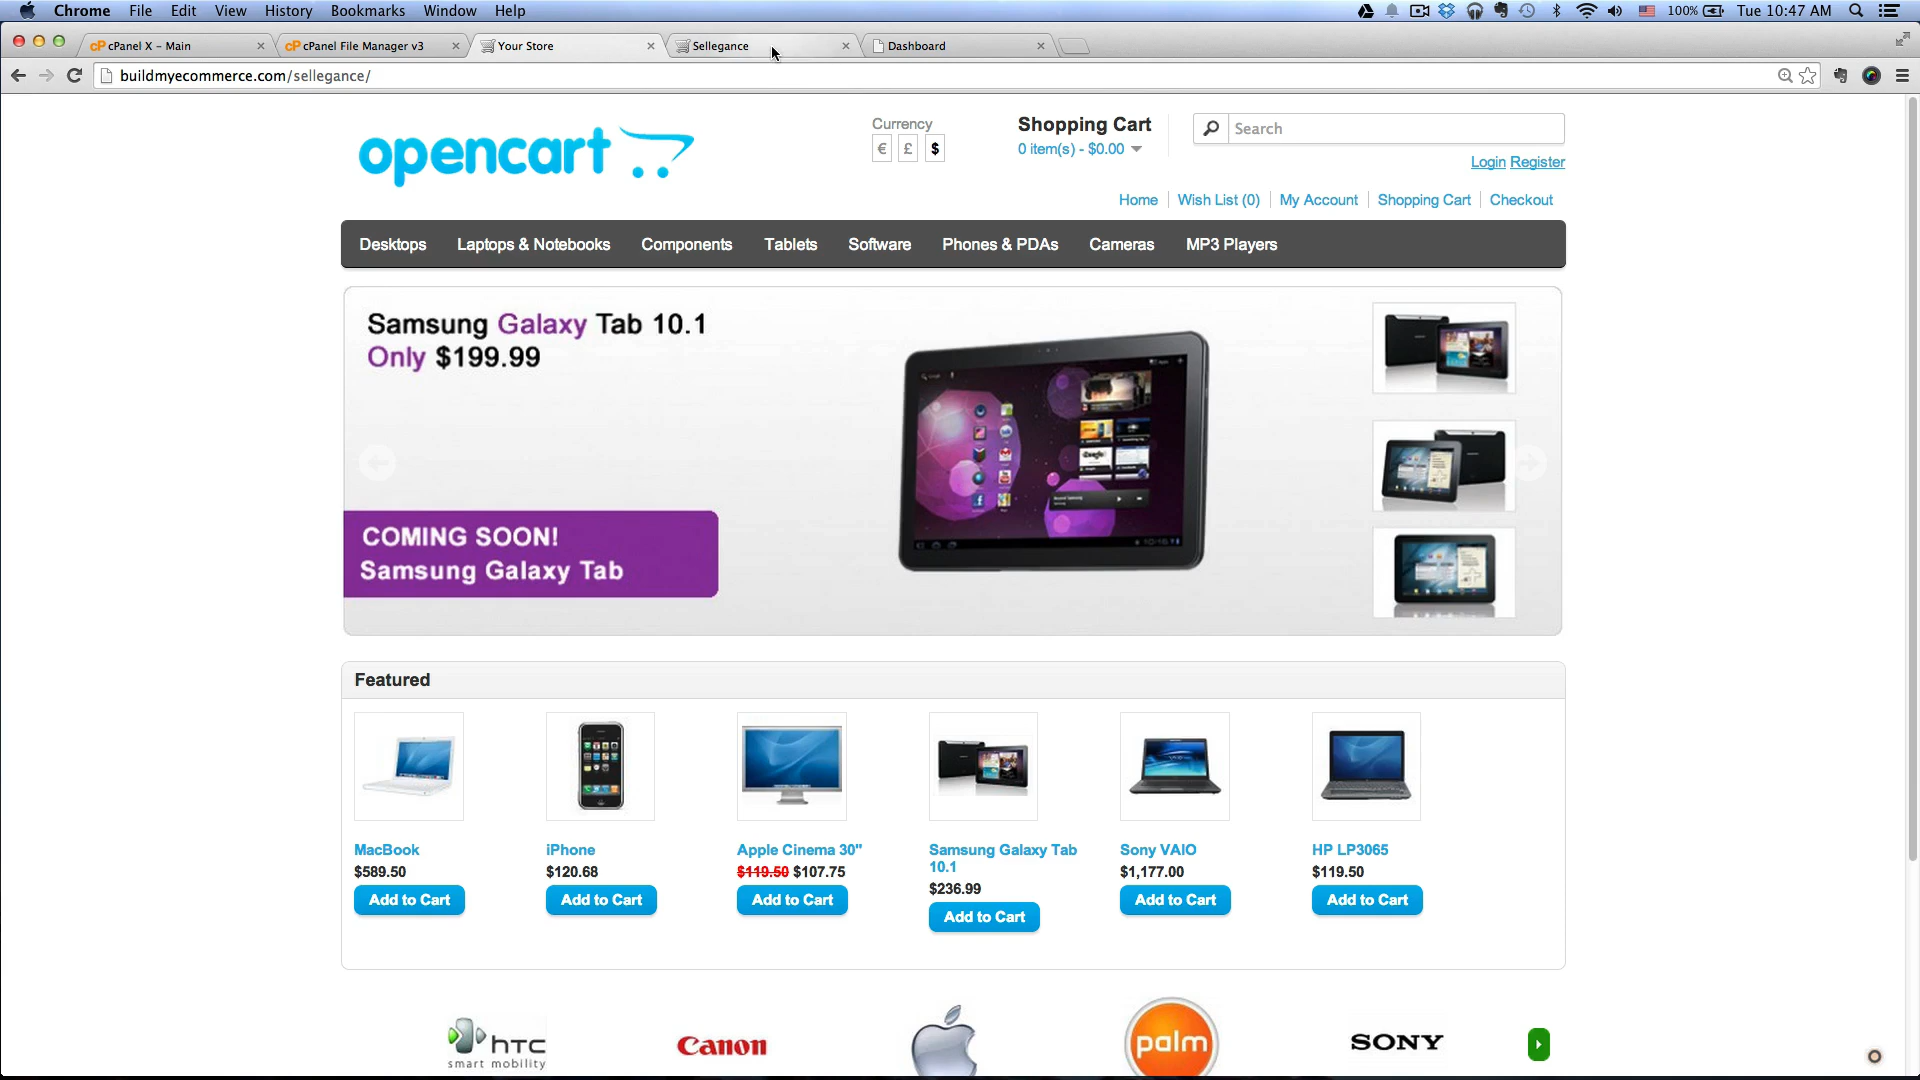 Chrome File Edit View History Bookmarks Window Help 100% Tue 10:47 AM
cPanel X – Main cPanel File Manager v3 Your Store Sellegance Dashboard
buildmyecommerce.com/sellegance/
opencart
Currency
€ £ $
Shopping Cart
0 item(s) - $0.00
Search
Login Register
Home Wish List (0) My Account Shopping Cart Checkout
Desktops Laptops & Notebooks Components Tablets Software Phones & PDAs Cameras MP3 Players
Samsung Galaxy Tab 10.1
Only $199.99
COMING SOON!
Samsung Galaxy Tab
Featured
MacBook
$589.50
Add to Cart
iPhone
$120.68
Add to Cart
Apple Cinema 30"
$119.50 $107.75
Add to Cart
Samsung Galaxy Tab
10.1
$236.99
Add to Cart
Sony VAIO
$1,177.00
Add to Cart
HP LP3065
$119.50
Add to Cart
hTC
smart mobility
Canon
palm
SONY